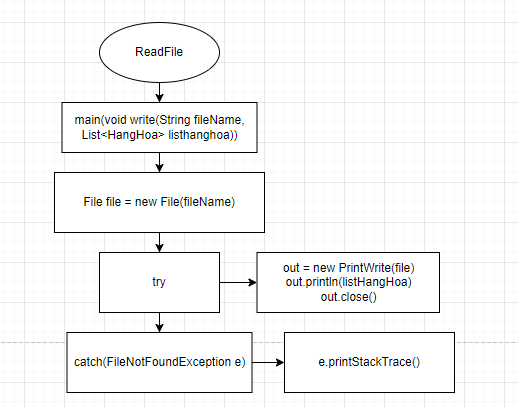 ReadFile
main(void write(String fileName,
List<HangHoa> listhanghoa))
File file = new File(fileName)
try
out = new PrintWrite(file)
out.println(listHangHoa)
out.close()
catch(FileNotFoundException e)
e.printStackTrace()